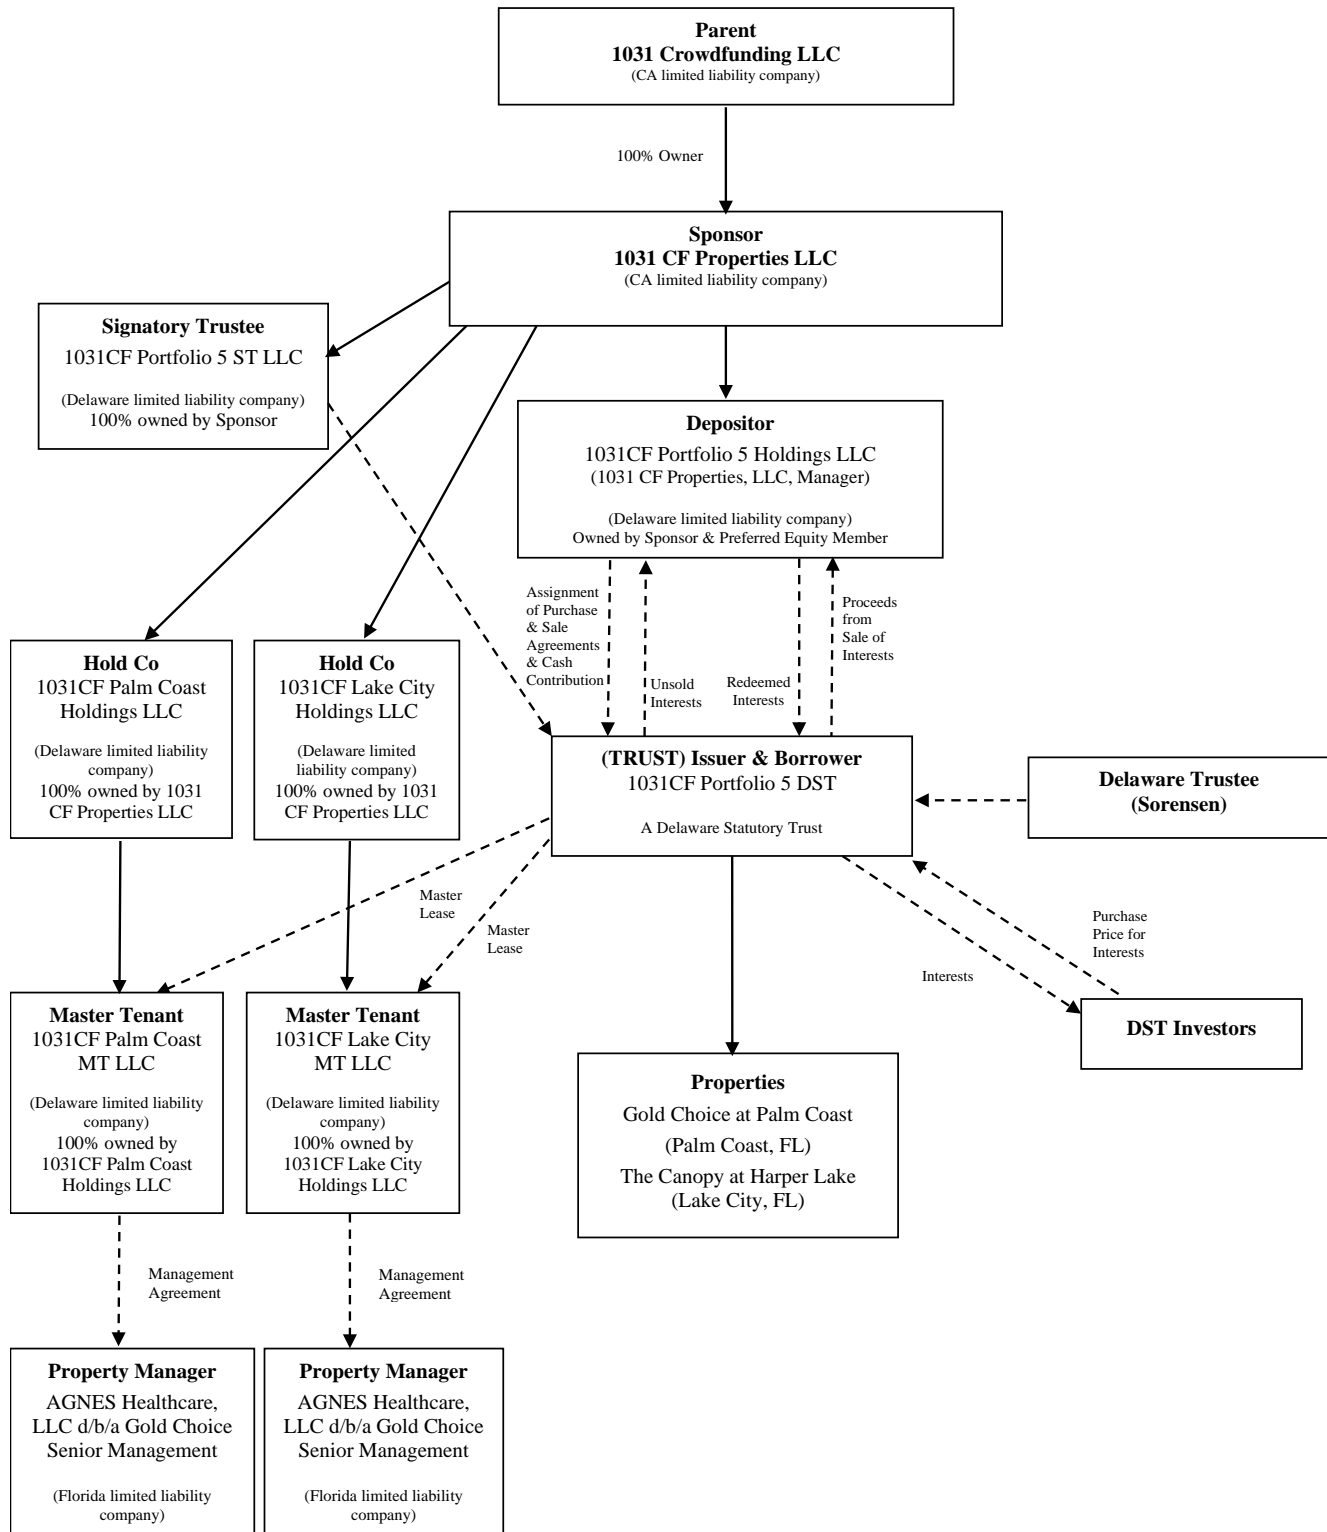 Parent
1031 Crowdfunding LLC
(CA limited liability company)
100% Owner
Sponsor
1031 CF Properties LLC
(CA limited liability company)
Signatory Trustee
1031CF Portfolio 5 ST LLC
(Delaware limited liability company)
100% owned by Sponsor
Depositor
1031CF Portfolio 5 Holdings LLC
(1031 CF Properties, LLC, Manager)
(Delaware limited liability company)
Owned by Sponsor & Preferred Equity Member
Assignment
of Purchase
& Sale
Agreements
& Cash
Contribution
Unsold
Interests
Redeemed
Interests
Proceeds
from
Sale of
Interests
Hold Co
1031CF Palm Coast
Holdings LLC
(Delaware limited liability
company)
100% owned by 1031
CF Properties LLC
Hold Co
1031CF Lake City
Holdings LLC
(Delaware limited
liability company)
100% owned by 1031
CF Properties LLC
(TRUST) Issuer & Borrower
1031CF Portfolio 5 DST
A Delaware Statutory Trust
Delaware Trustee
(Sorensen)
Master
Lease
Master
Lease
Purchase
Price for
Interests
Interests
DST Investors
Master Tenant
1031CF Palm Coast
MT LLC
(Delaware limited liability
company)
100% owned by
1031CF Palm Coast
Holdings LLC
Master Tenant
1031CF Lake City
MT LLC
(Delaware limited liability
company)
100% owned by
1031CF Lake City
Holdings LLC
Properties
Gold Choice at Palm Coast
(Palm Coast, FL)
The Canopy at Harper Lake
(Lake City, FL)
Management
Agreement
Management
Agreement
Property Manager
AGNES Healthcare,
LLC d/b/a Gold Choice
Senior Management
(Florida limited liability
company)
Property Manager
AGNES Healthcare,
LLC d/b/a Gold Choice
Senior Management
(Florida limited liability
company)